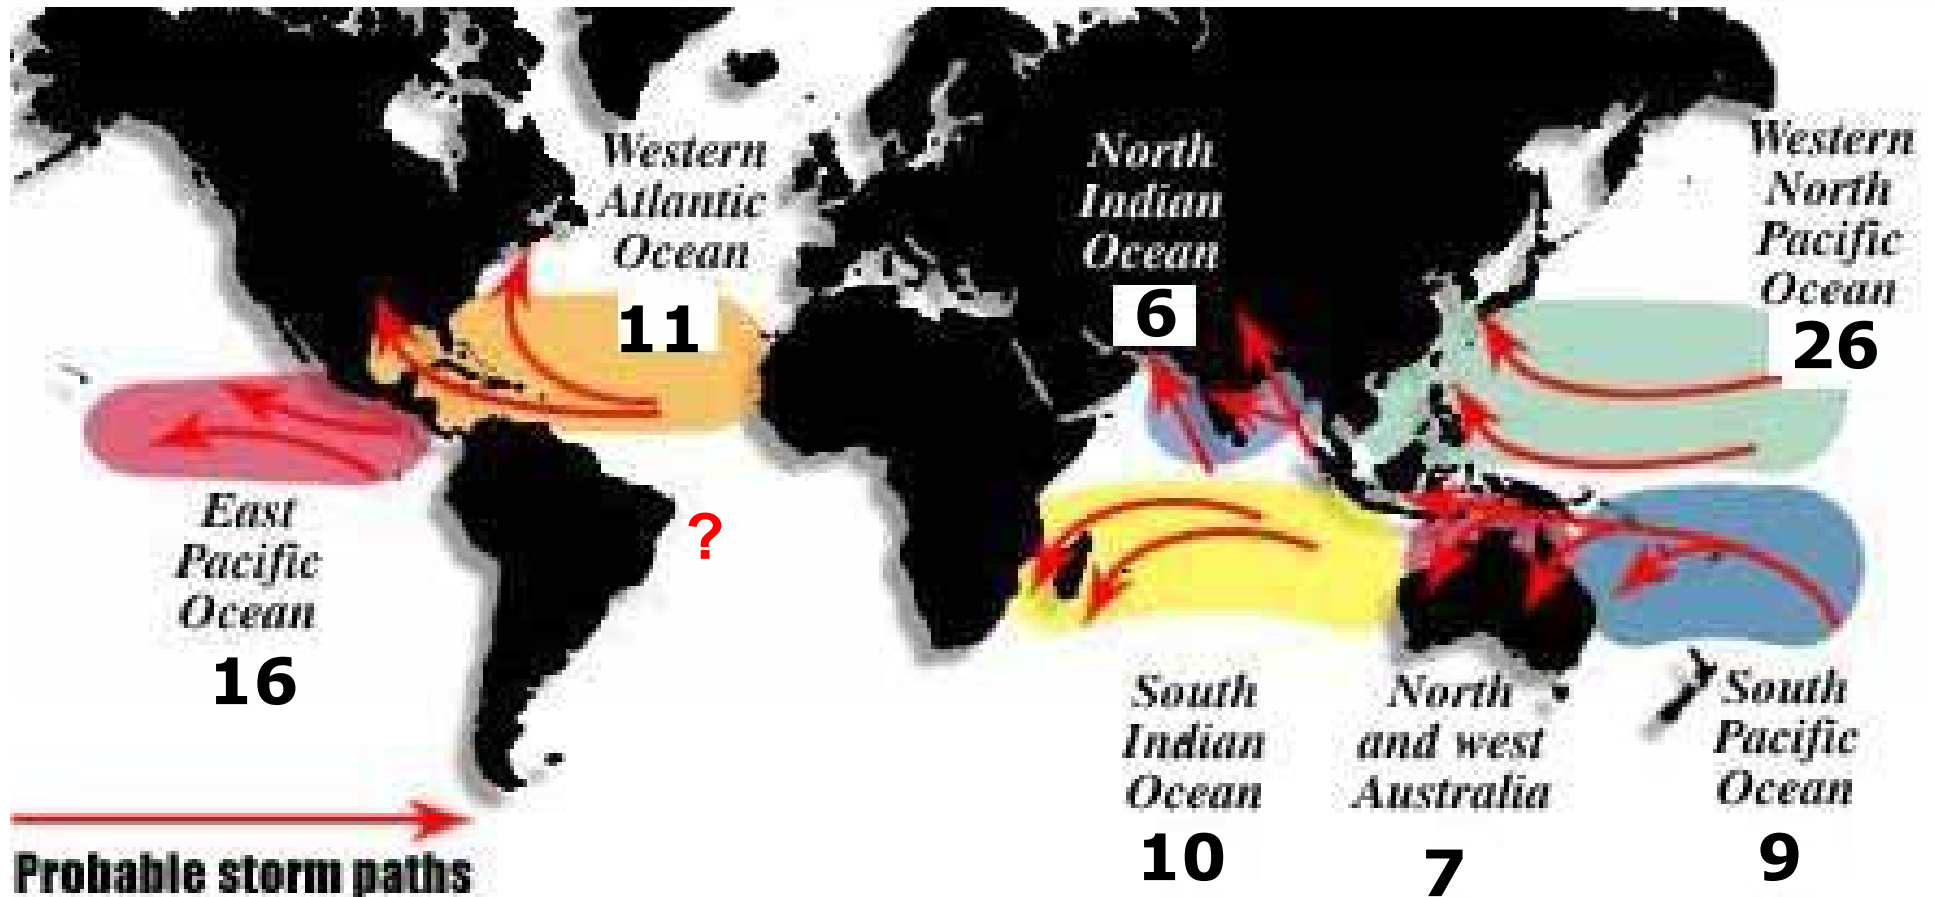 Western
Atlantic
Ocean
11
North
Indian
Ocean
6
Western
North
Pacific
Ocean
26
East
Pacific
Ocean
16
?
South
Indian
Ocean
10
North
and west
Australia
7
South
Pacific
Ocean
9
Probable storm paths